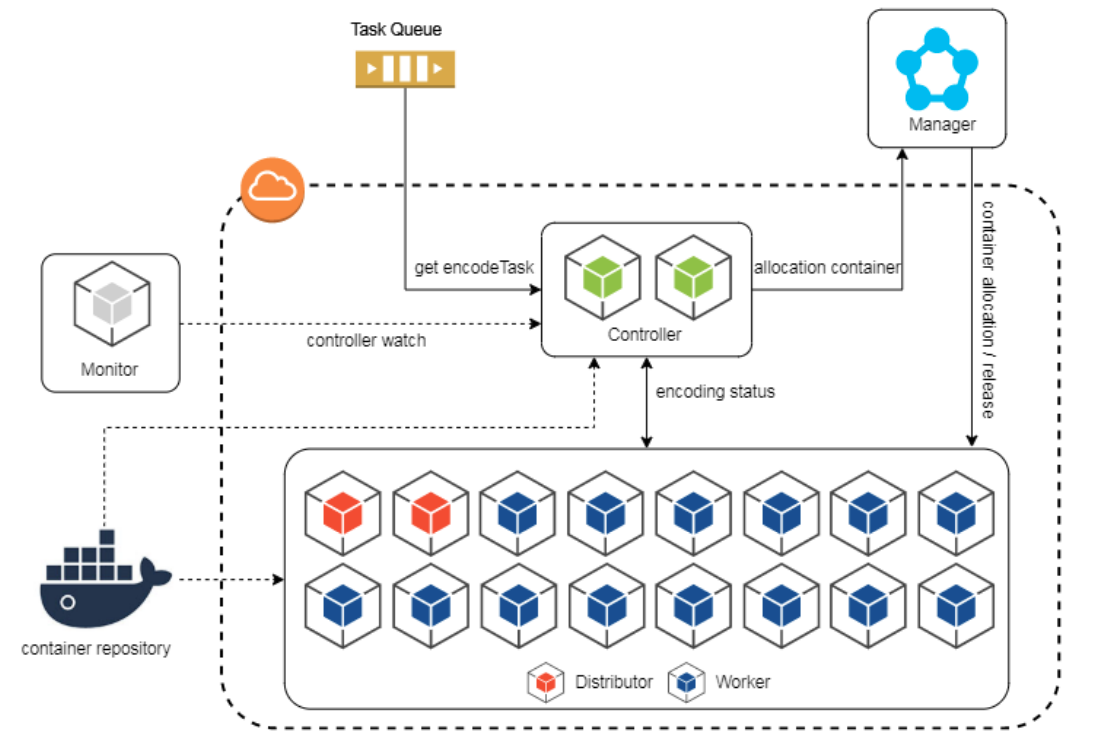 Task Queue
Manager
get encodeTask
allocation container
container allocation / release
Controller
controller watch
Monitor
encoding status
container repository
Distributor
Worker